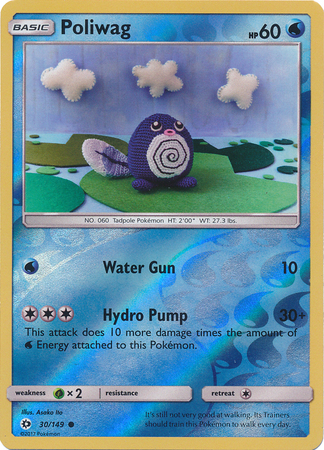 BASIC Poliwag HP60
NO. 060 Tadpole Pokémon HT: 2'00" WT: 27.3 lbs.
Water Gun 10
Hydro Pump 30+
This attack does 10 more damage times the amount of
Energy attached to this Pokémon.
weakness ×2 resistance retreat
Illus. Asako Ito
It's still not very good at walking. Its Trainers
should train this Pokémon to walk every day.
30/149
©2017 Pokémon